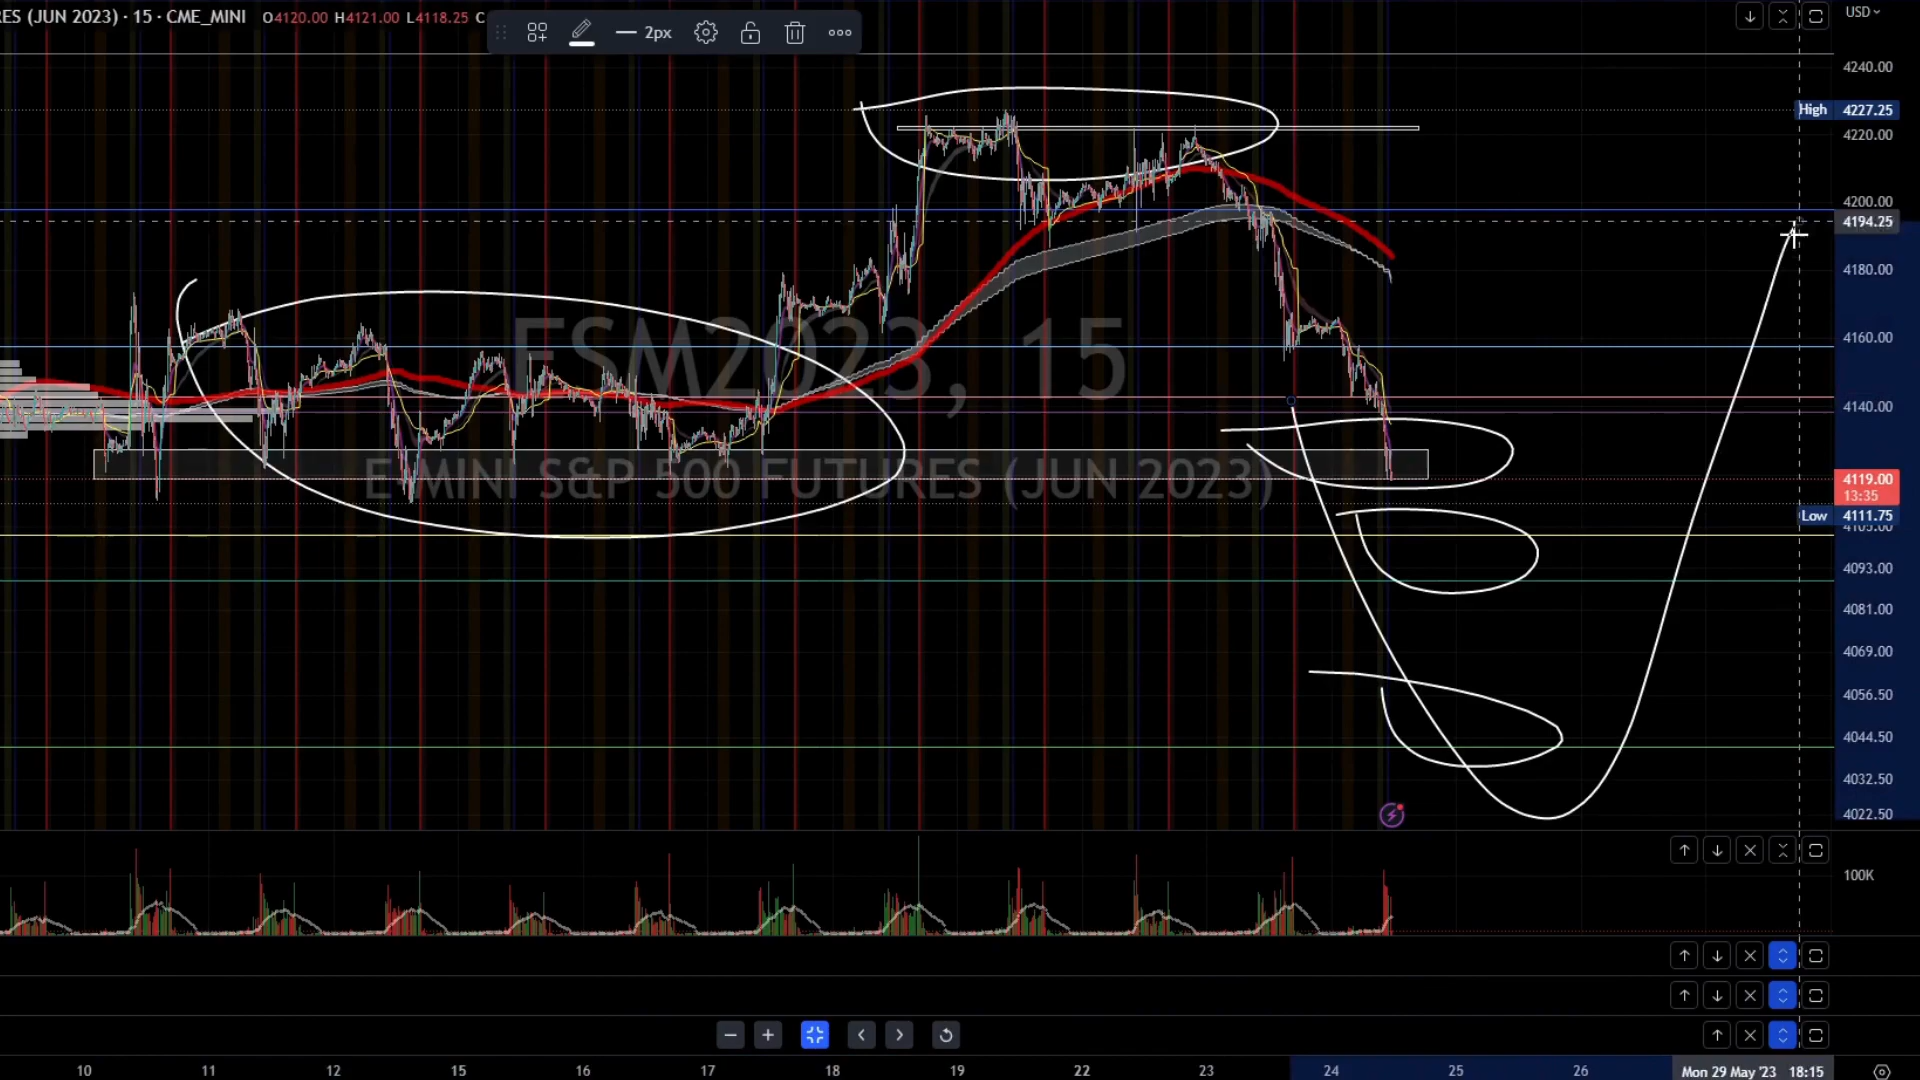 ES (JUN 2023) · 15 · CME_MINI O4120.00 H4121.00 L4118.25 C
2px
USD
4240.00
High 4227.25
4220.00
4200.00
4194.25
4180.00
4160.00
4140.00
4119.00
13:35
Low 4111.75
4105.00
4093.00
4081.00
4069.00
4056.50
4044.50
4032.50
4022.50
ESM2023, 15
E-MINI S&P 500 FUTURES (JUN 2023)
100K
10 11 12 15 16 17 18 19 22 23 24 25 26 Mon 29 May '23 18:15